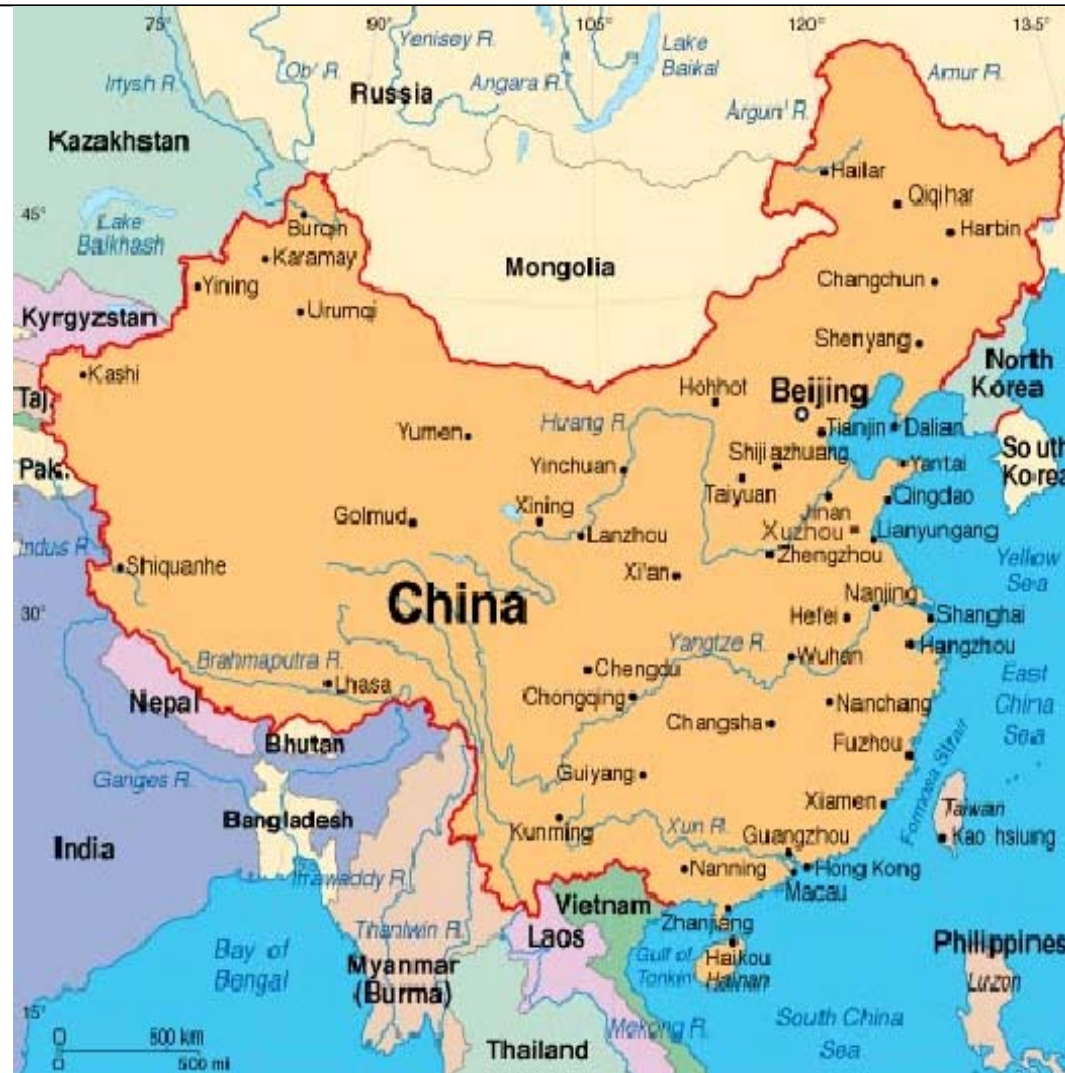 75°
90°
105°
120°
13.5°
Yenisey R.
Lake
Baikal
Irtysh R.
Ob' R.
Angara R.
Amur R.
Russia
Argun' R.
Kazakhstan
Hailar
Qiqihar
45°
Lake
Balkhash
Burqin
Harbin
Karamay
Mongolia
Yining
Changchun
Kyrgyzstan
Urumqi
Shenyang
North
Korea
Kashi
Hohhot
Beijing
Taj.
Huang R.
Yumen
Tianjin
Dalian
South
Korea
Shijiazhuang
Pak.
Yinchuan
Yantai
Taiyuan
Qingdao
Golmud
Xining
Jinan
Lanzhou
Xuzhou
Lianyungang
Indus R.
Zhengzhou
Yellow
Sea
Shiquanhe
Xi'an
China
Nanjing
30°
Hefei
Shanghai
Yangtze R.
Hangzhou
Brahmaputra R.
Wuhan
Chengdu
Lhasa
East
China
Sea
Nepal
Chongqing
Nanchang
Changsha
Bhutan
Fuzhou
Ganges R.
Guiyang
Formosa Strait
Xiamen
Taiwan
Bangladesh
Kunming
Xun R.
Guangzhou
Kao hsiung
India
Nanning
Hong Kong
Macau
Irrawaddy R.
Vietnam
Thanlwin R.
Zhanjiang
Laos
Philippines
Bay of
Bengal
Gulf of
Tonkin
Haikou
Hainan
Myanmar
(Burma)
Luzon
15°
South China
Sea
Mekong R.
0 500 km
0 500 mi
Thailand